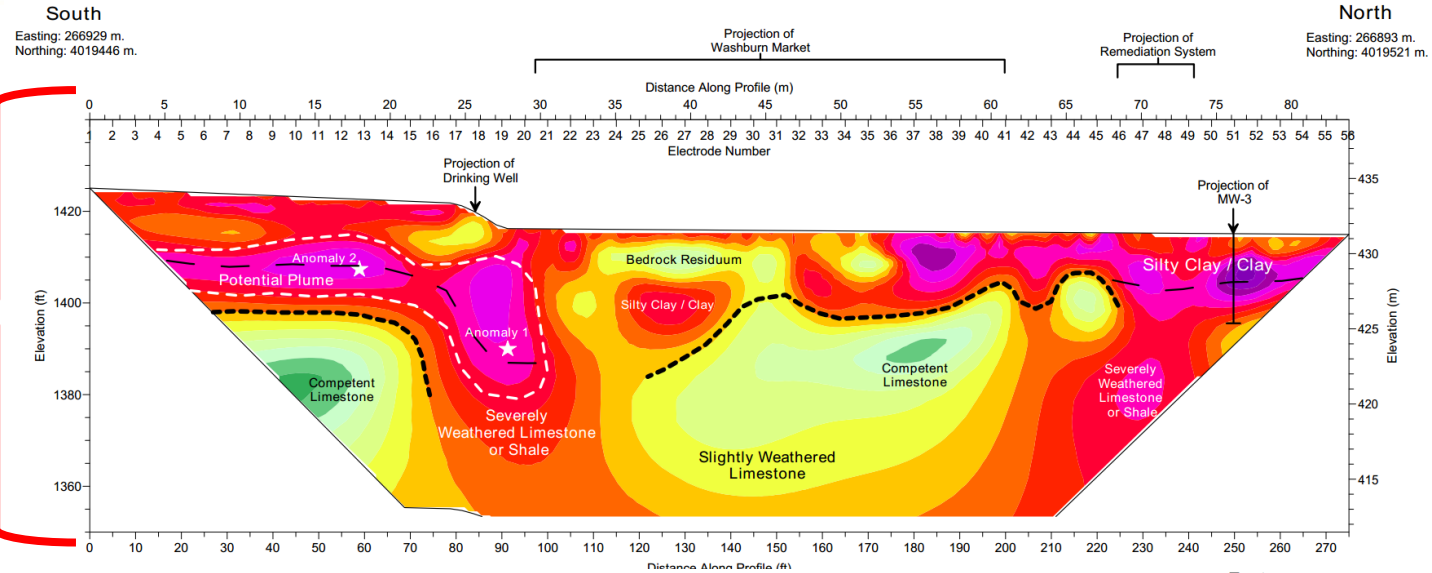 South
Easting: 266929 m.
Northing: 4019446 m.
North
Easting: 266893 m.
Northing: 4019521 m.
Projection of
Washburn Market
Projection of
Remediation System
Distance Along Profile (m)
0 5 10 15 20 25 30 35 40 45 50 55 60 65 70 75 80
1 2 3 4 5 6 7 8 9 10 11 12 13 14 15 16 17 18 19 20 21 22 23 24 25 26 27 28 29 30 31 32 33 34 35 36 37 38 39 40 41 42 43 44 45 46 47 48 49 50 51 52 53 54 55 56
Electrode Number
Projection of
Drinking Well
Projection of
MW-3
Elevation (ft)
1420
1400
1380
1360
435
430
425
420
415
Elevation (m)
Anomaly 2
Potential Plume
Anomaly 1
Bedrock Residuum
Silty Clay / Clay
Silty Clay / Clay
Competent
Limestone
Competent
Limestone
Severely
Weathered Limestone
or Shale
Severely
Weathered
Limestone
or Shale
Slightly Weathered
Limestone
0 10 20 30 40 50 60 70 80 90 100 110 120 130 140 150 160 170 180 190 200 210 220 230 240 250 260 270
Distance Along Profile (ft)